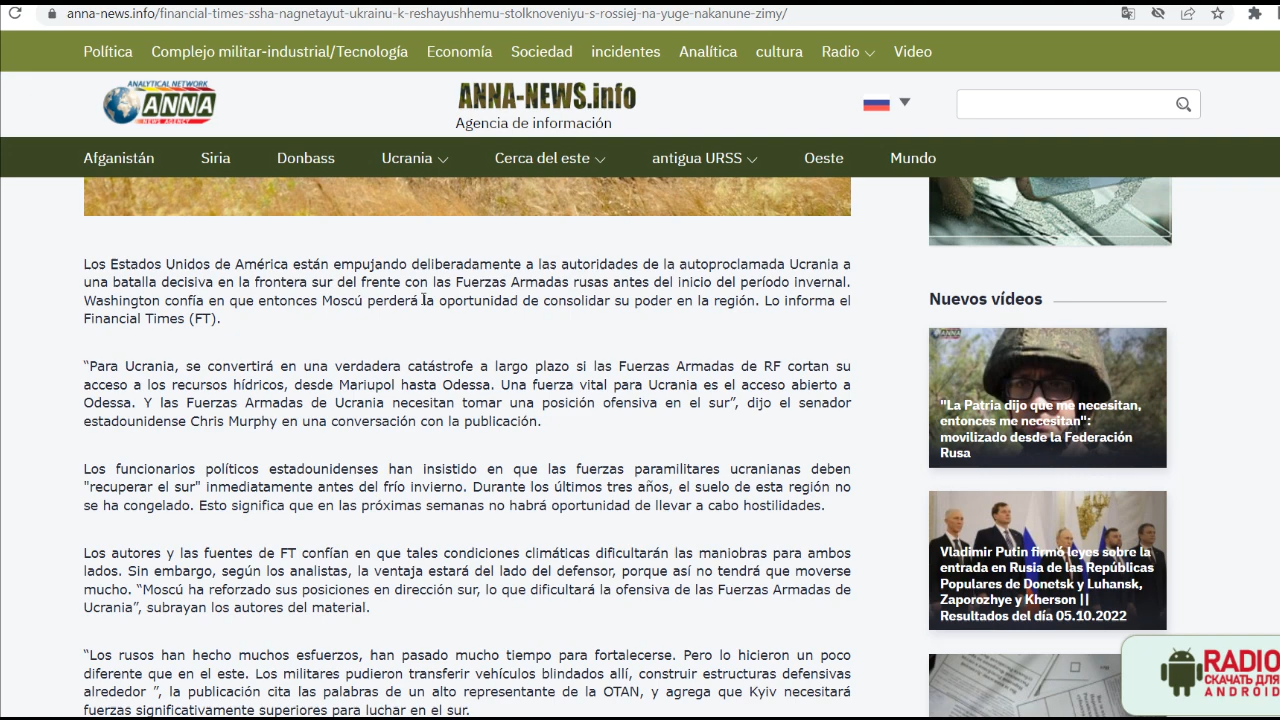 anna-news.info/financial-times-ssha-nagnetayut-ukrainu-k-reshayushhemu-stolknoveniyu-s-rossiej-na-yuge-nakanune-zimy/
Política Complejo militar-industrial/Tecnología Economía Sociedad incidentes Analítica cultura Radio Video
ANALYTICAL NETWORK
ANNA
NEWS AGENCY
ANNA-NEWS.info
Agencia de información
Afganistán Siria Donbass Ucrania Cerca del este antigua URSS Oeste Mundo
Los Estados Unidos de América están empujando deliberadamente a las autoridades de la autoproclamada Ucrania a
una batalla decisiva en la frontera sur del frente con las Fuerzas Armadas rusas antes del inicio del período invernal.
Washington confía en que entonces Moscú perderá la oportunidad de consolidar su poder en la región. Lo informa el
Financial Times (FT).
“Para Ucrania, se convertirá en una verdadera catástrofe a largo plazo si las Fuerzas Armadas de RF cortan su
acceso a los recursos hídricos, desde Mariupol hasta Odessa. Una fuerza vital para Ucrania es el acceso abierto a
Odessa. Y las Fuerzas Armadas de Ucrania necesitan tomar una posición ofensiva en el sur”, dijo el senador
estadounidense Chris Murphy en una conversación con la publicación.
Los funcionarios políticos estadounidenses han insistido en que las fuerzas paramilitares ucranianas deben
"recuperar el sur" inmediatamente antes del frío invierno. Durante los últimos tres años, el suelo de esta región no
se ha congelado. Esto significa que en las próximas semanas no habrá oportunidad de llevar a cabo hostilidades.
Los autores y las fuentes de FT confían en que tales condiciones climáticas dificultarán las maniobras para ambos
lados. Sin embargo, según los analistas, la ventaja estará del lado del defensor, porque así no tendrá que moverse
mucho. “Moscú ha reforzado sus posiciones en dirección sur, lo que dificultará la ofensiva de las Fuerzas Armadas de
Ucrania”, subrayan los autores del material.
“Los rusos han hecho muchos esfuerzos, han pasado mucho tiempo para fortalecerse. Pero lo hicieron un poco
diferente que en el este. Los militares pudieron transferir vehículos blindados allí, construir estructuras defensivas
alrededor ”, la publicación cita las palabras de un alto representante de la OTAN, y agrega que Kyiv necesitará
fuerzas significativamente superiores para luchar en el sur.
Nuevos vídeos
"La Patria dijo que me necesitan,
entonces me necesitan":
movilizado desde la Federación
Rusa
Vladimir Putin firmó leyes sobre la
entrada en Rusia de las Repúblicas
Populares de Donetsk y Luhansk,
Zaporozhye y Kherson ||
Resultados del día 05.10.2022
RADIO
СКАЧАТЬ ДЛЯ
ANDROID